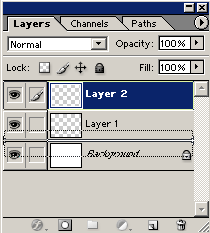 Layers Channels Paths
Normal Opacity: 100%
Lock: Fill: 100%
Layer 2
Layer 1
Background